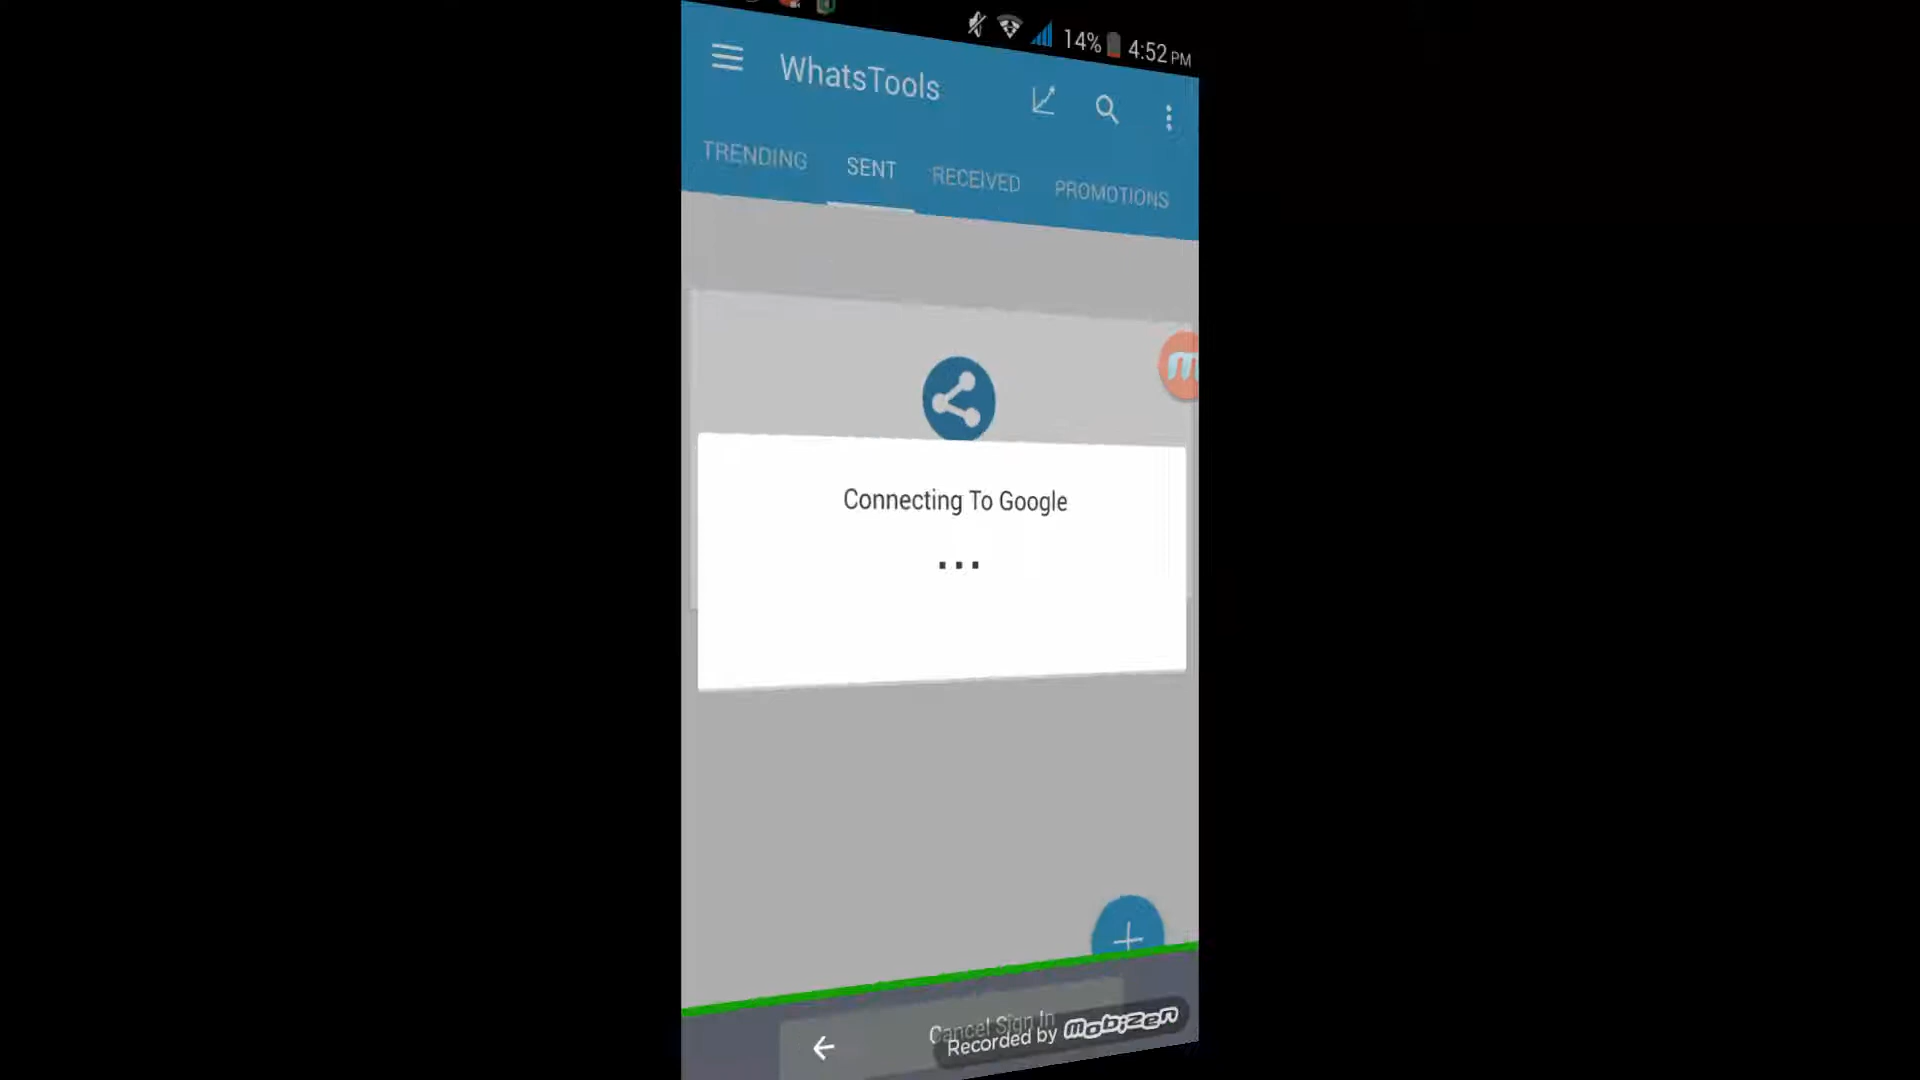 14% 4:52 PM
WhatsTools
TRENDING SENT RECEIVED PROMOTIONS
m
Connecting To Google
...
Cancel Sign In
Recorded by mobizen